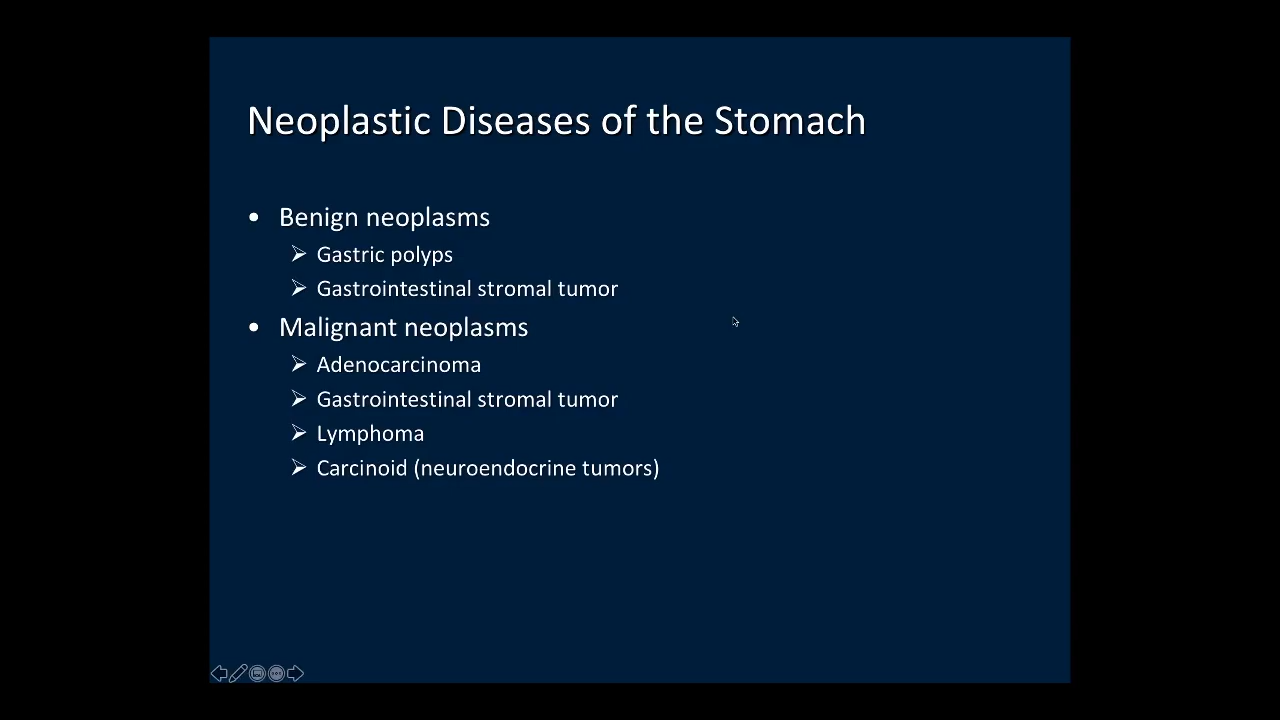 Neoplastic Diseases of the Stomach
• Benign neoplasms
➢ Gastric polyps
➢ Gastrointestinal stromal tumor
• Malignant neoplasms
➢ Adenocarcinoma
➢ Gastrointestinal stromal tumor
➢ Lymphoma
➢ Carcinoid (neuroendocrine tumors)